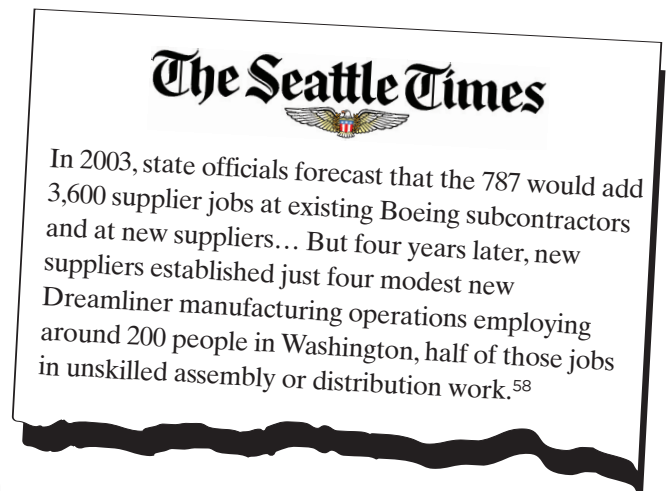 The Seattle Times
In 2003, state officials forecast that the 787 would add
3,600 supplier jobs at existing Boeing subcontractors
and at new suppliers… But four years later, new
suppliers established just four modest new
Dreamliner manufacturing operations employing
around 200 people in Washington, half of those jobs
in unskilled assembly or distribution work.58